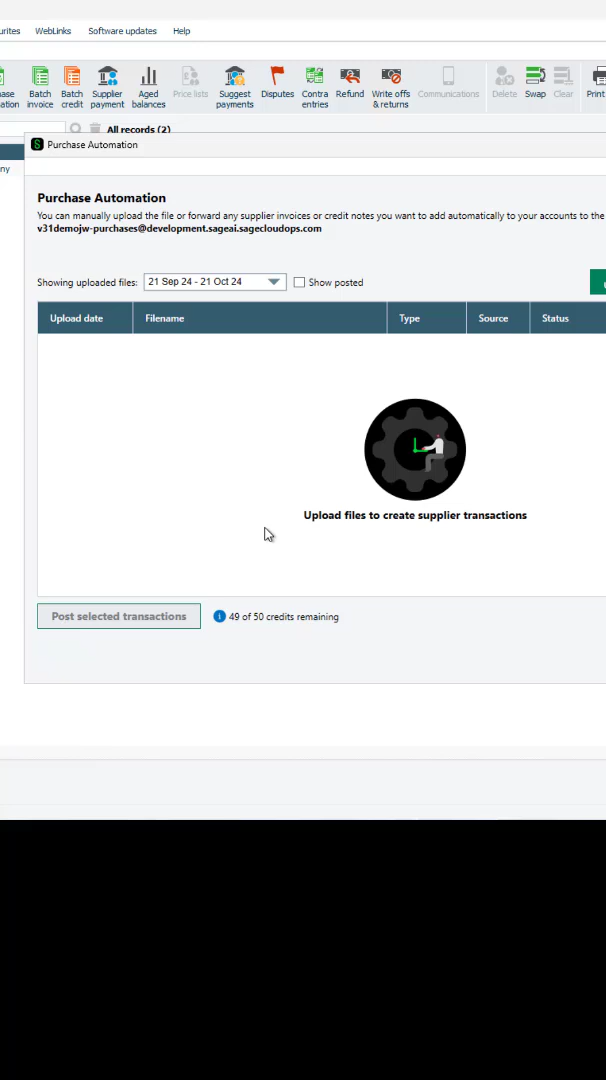 urites WebLinks Software updates Help
ase
ation
Batch
invoice
Batch
credit
Supplier
payment
Aged
balances
Price lists
Suggest
payments
Disputes
Contra
entries
Refund
Write offs
& returns
Communications
Delete
Swap
Clear
Print
All records (2)
ny
Purchase Automation
Purchase Automation
You can manually upload the file or forward any supplier invoices or credit notes you want to add automatically to your accounts to the
v31demojw-purchases@development.sageai.sagecloudops.com
Showing uploaded files: 21 Sep 24 - 21 Oct 24 Show posted
Upload date Filename Type Source Status
Upload files to create supplier transactions
Post selected transactions 49 of 50 credits remaining